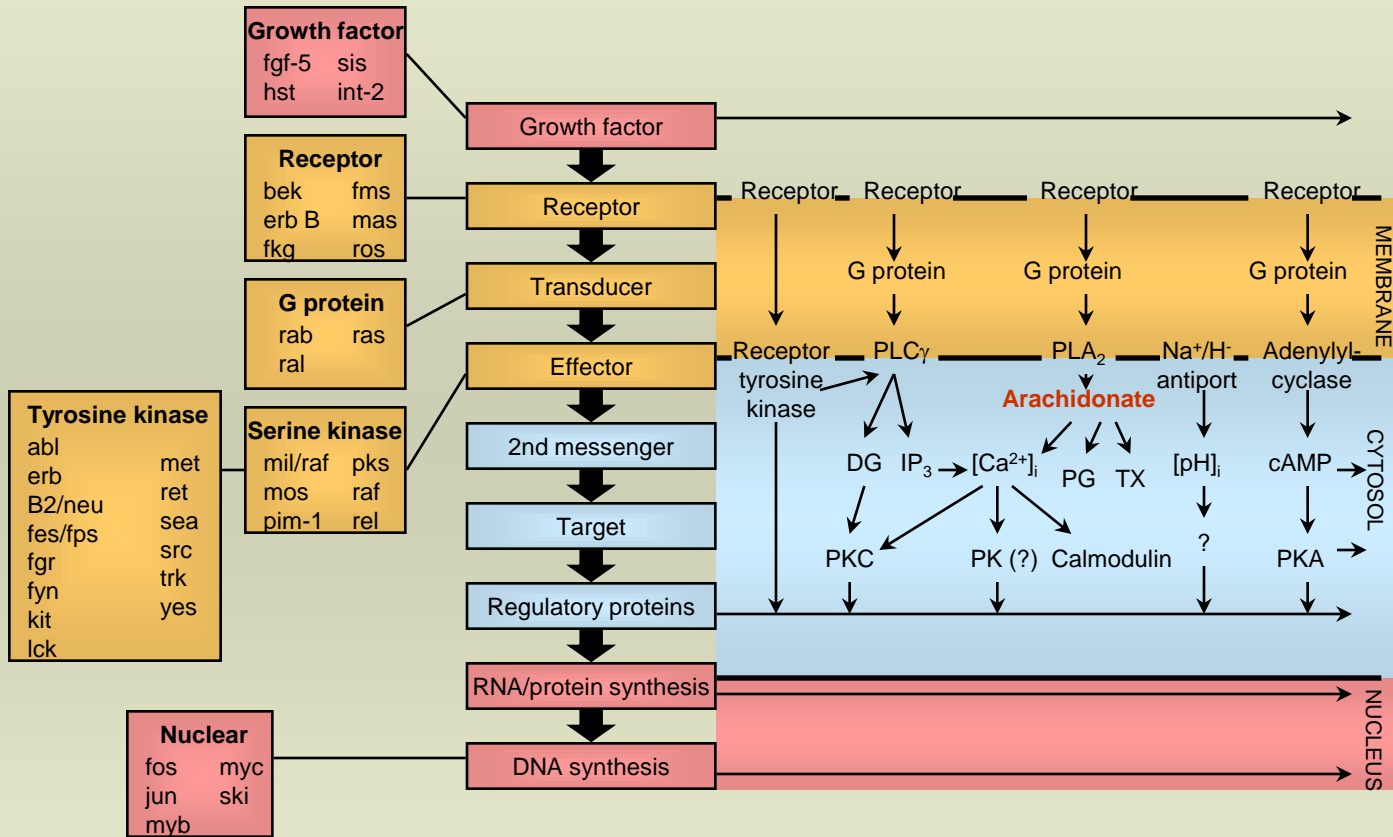 Growth factor
fgf-5 sis
hst int-2
Growth factor
Receptor
bek fms
erb B mas
fkg ros
Receptor
Receptor Receptor Receptor Receptor
G protein
rab ras
ral
Transducer
G protein G protein G protein
MEMBRANE
Effector
Receptor
tyrosine
kinase
PLCγ
PLA₂
Na⁺/H⁻
antiport
Adenylyl-
cyclase
Arachidonate
Tyrosine kinase
abl
erb
B2/neu
fes/fps
fgr
fyn
kit
lck
met
ret
sea
src
trk
yes
Serine kinase
mil/raf pks
mos raf
pim-1 rel
2nd messenger
DG IP₃ [Ca²⁺]ᵢ PG TX [pH]ᵢ cAMP
CYTOSOL
Target
PKC PK (?) Calmodulin ? PKA
Regulatory proteins
RNA/protein synthesis
NUCLEUS
Nuclear
fos myc
jun ski
myb
DNA synthesis